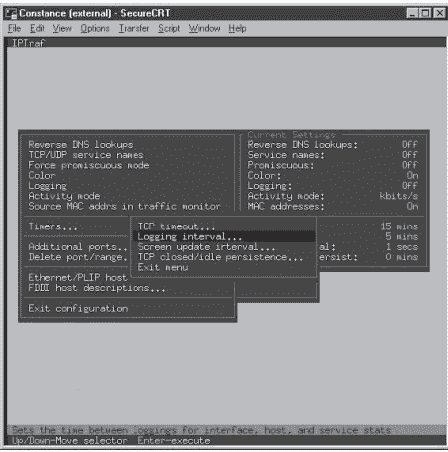 Constance (external) - SecureCRT
File Edit View Options Transfer Script Window Help
IPTraf
Current Settings
Reverse DNS lookups Reverse DNS lookups: Off
TCP/UDP service names Service names: Off
Force promiscuous mode Promiscuous: Off
Color Color: On
Logging Logging: Off
Activity mode Activity mode: kbits/s
Source MAC addrs in traffic monitor MAC addresses: On
Timers... TCP timeout... 15 mins
Logging interval... 5 mins
Additional ports.. Screen update interval... al: 1 secs
Delete port/range. TCP closed/idle persistence... ersist: 0 mins
Exit menu
Ethernet/PLIP host
FDDI host descriptions...
Exit configuration
Sets the time between loggings for interface, host, and service stats
Up/Down-Move selector Enter-execute